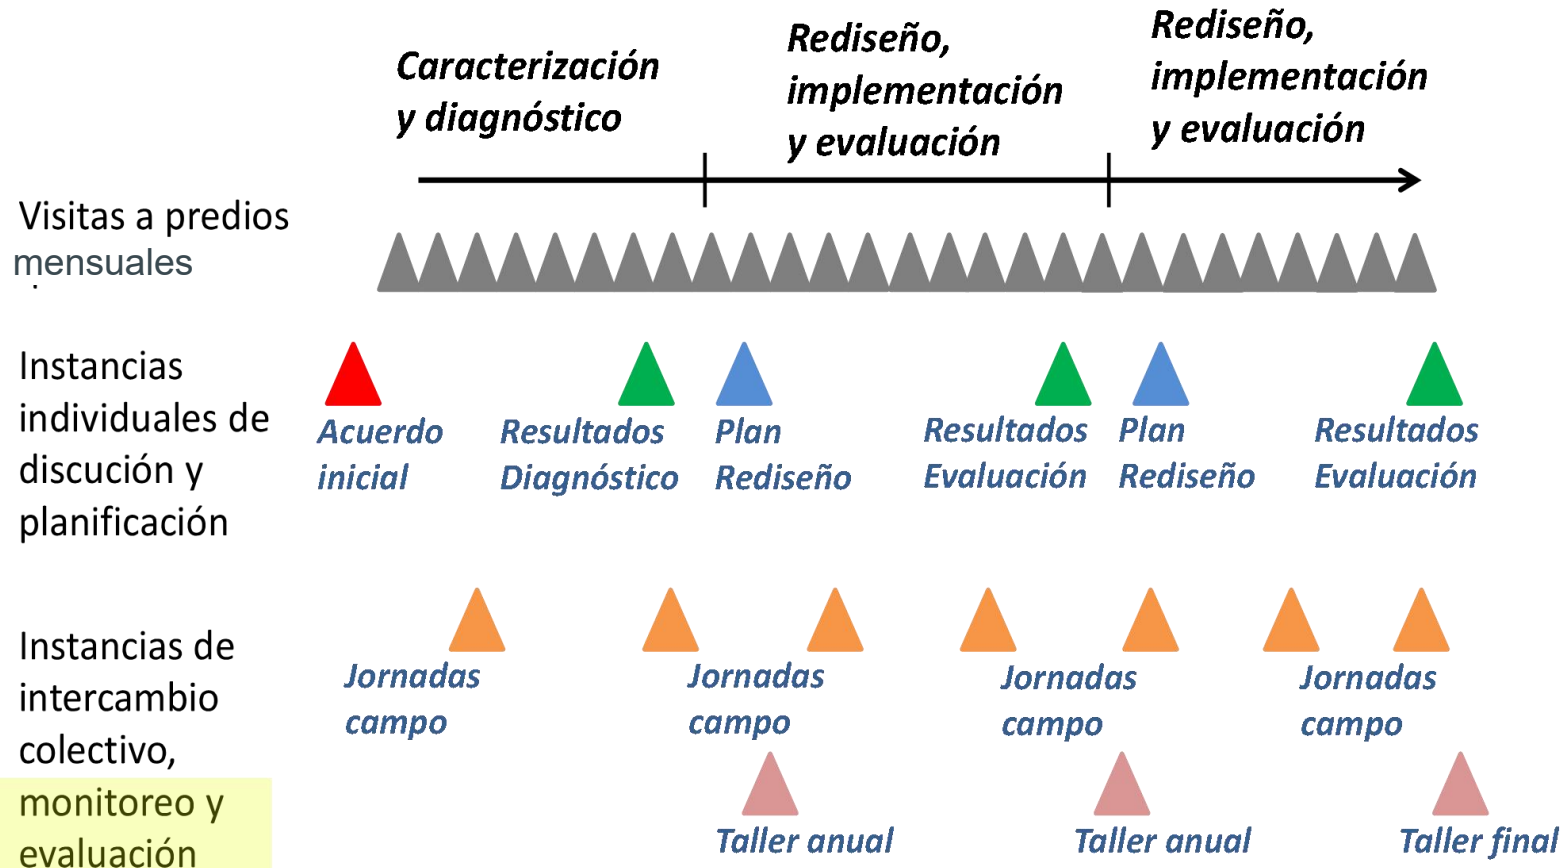 Caracterización
y diagnóstico
Rediseño,
implementación
y evaluación
Rediseño,
implementación
y evaluación
Visitas a predios
mensuales
Instancias
individuales de
discución y
planificación
Acuerdo
inicial
Resultados
Diagnóstico
Plan
Rediseño
Resultados
Evaluación
Plan
Rediseño
Resultados
Evaluación
Instancias de
intercambio
colectivo,
monitoreo y
evaluación
Jornadas
campo
Jornadas
campo
Jornadas
campo
Jornadas
campo
Taller anual
Taller anual
Taller final